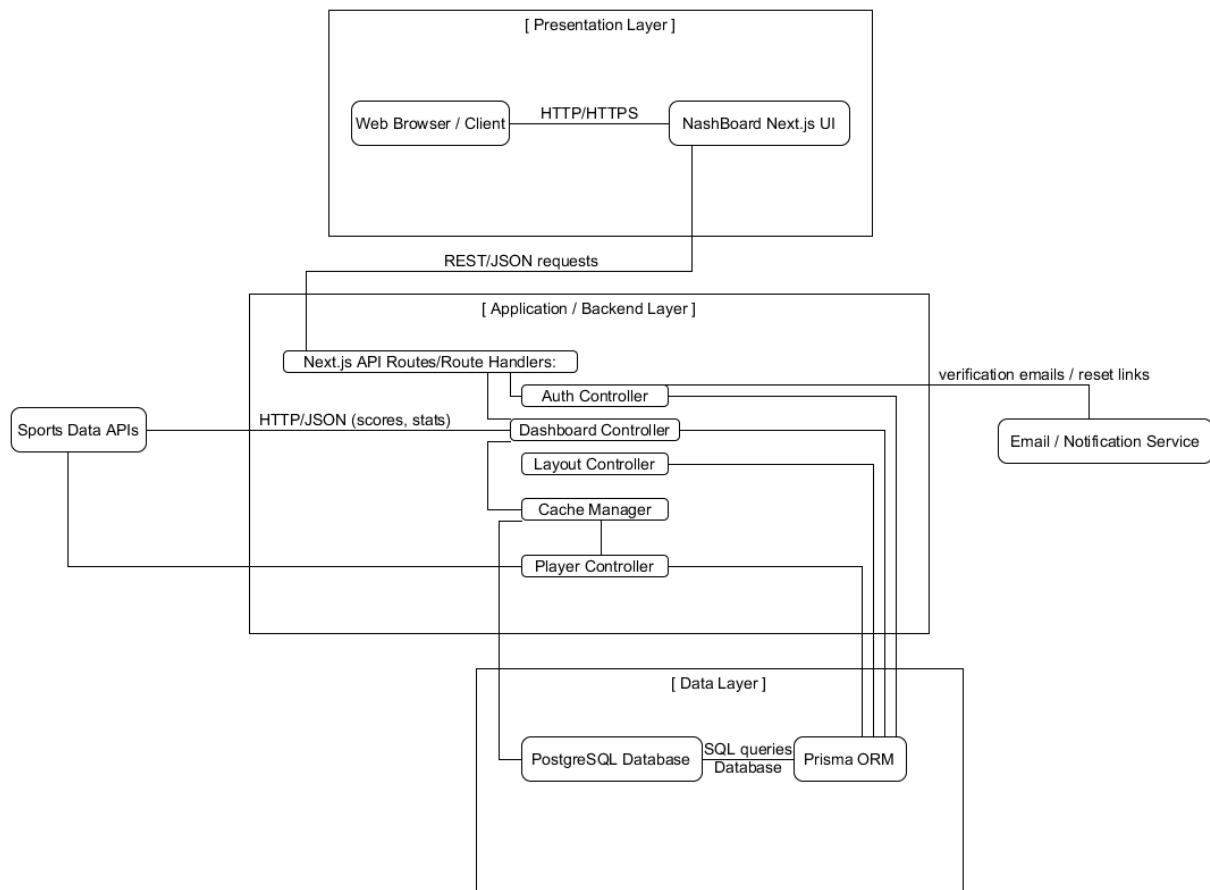 [ Presentation Layer ]
Web Browser / Client
HTTP/HTTPS
NashBoard Next.js UI
REST/JSON requests
[ Application / Backend Layer ]
Next.js API Routes/Route Handlers:
verification emails / reset links
Auth Controller
Sports Data APIs
HTTP/JSON (scores, stats)
Dashboard Controller
Email / Notification Service
Layout Controller
Cache Manager
Player Controller
[ Data Layer ]
PostgreSQL Database
SQL queries
Database
Prisma ORM